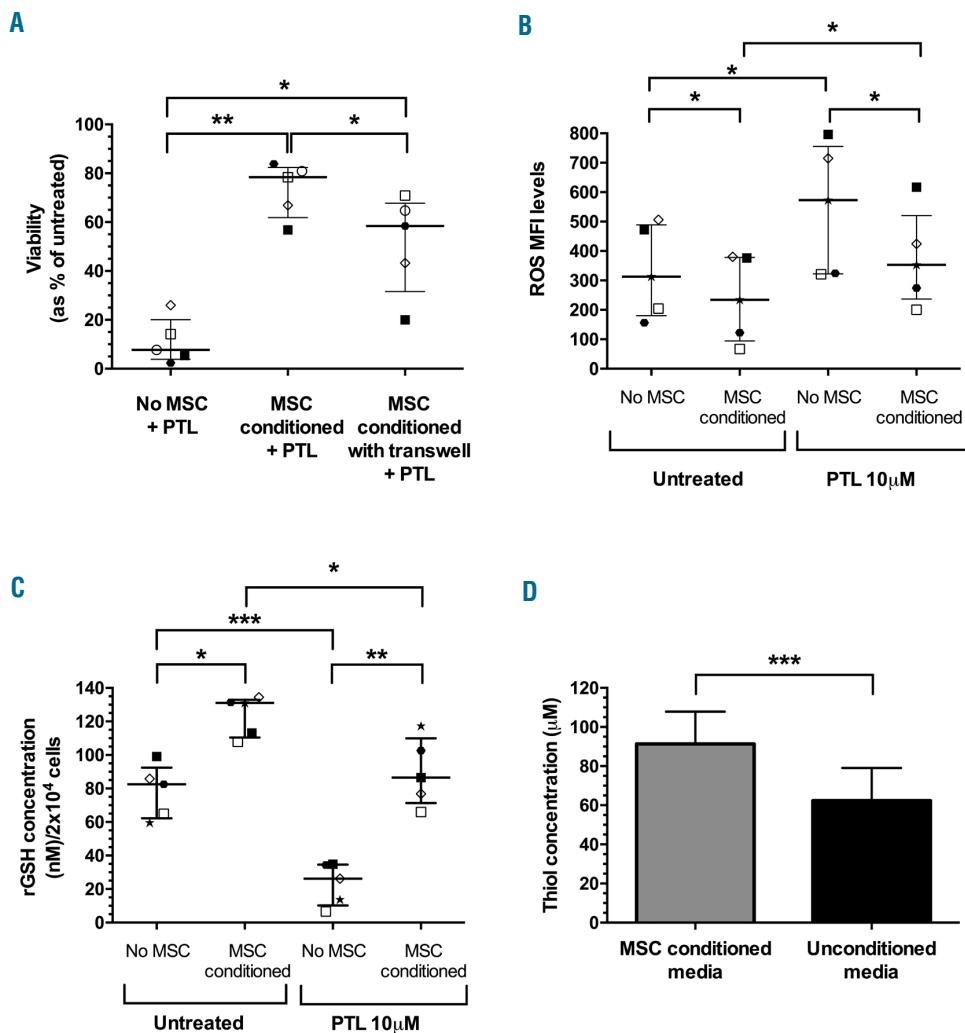 A
*
**
*
Viability
(as % of untreated)
100
80
60
40
20
0
No MSC
+ PTL
MSC
conditioned
+ PTL
MSC
conditioned
with transwell
+ PTL
B
*
*
*
*
ROS MFI levels
800
700
600
500
400
300
200
100
0
No MSC
MSC
conditioned
No MSC
MSC
conditioned
Untreated
PTL 10μM
C
*
***
*
**
rGSH concentration
(nM)/2x10⁴ cells
140
120
100
80
60
40
20
0
No MSC
MSC
conditioned
No MSC
MSC
conditioned
Untreated
PTL 10μM
D
***
Thiol concentration (μM)
120
100
80
60
40
20
0
MSC conditioned
media
Unconditioned
media